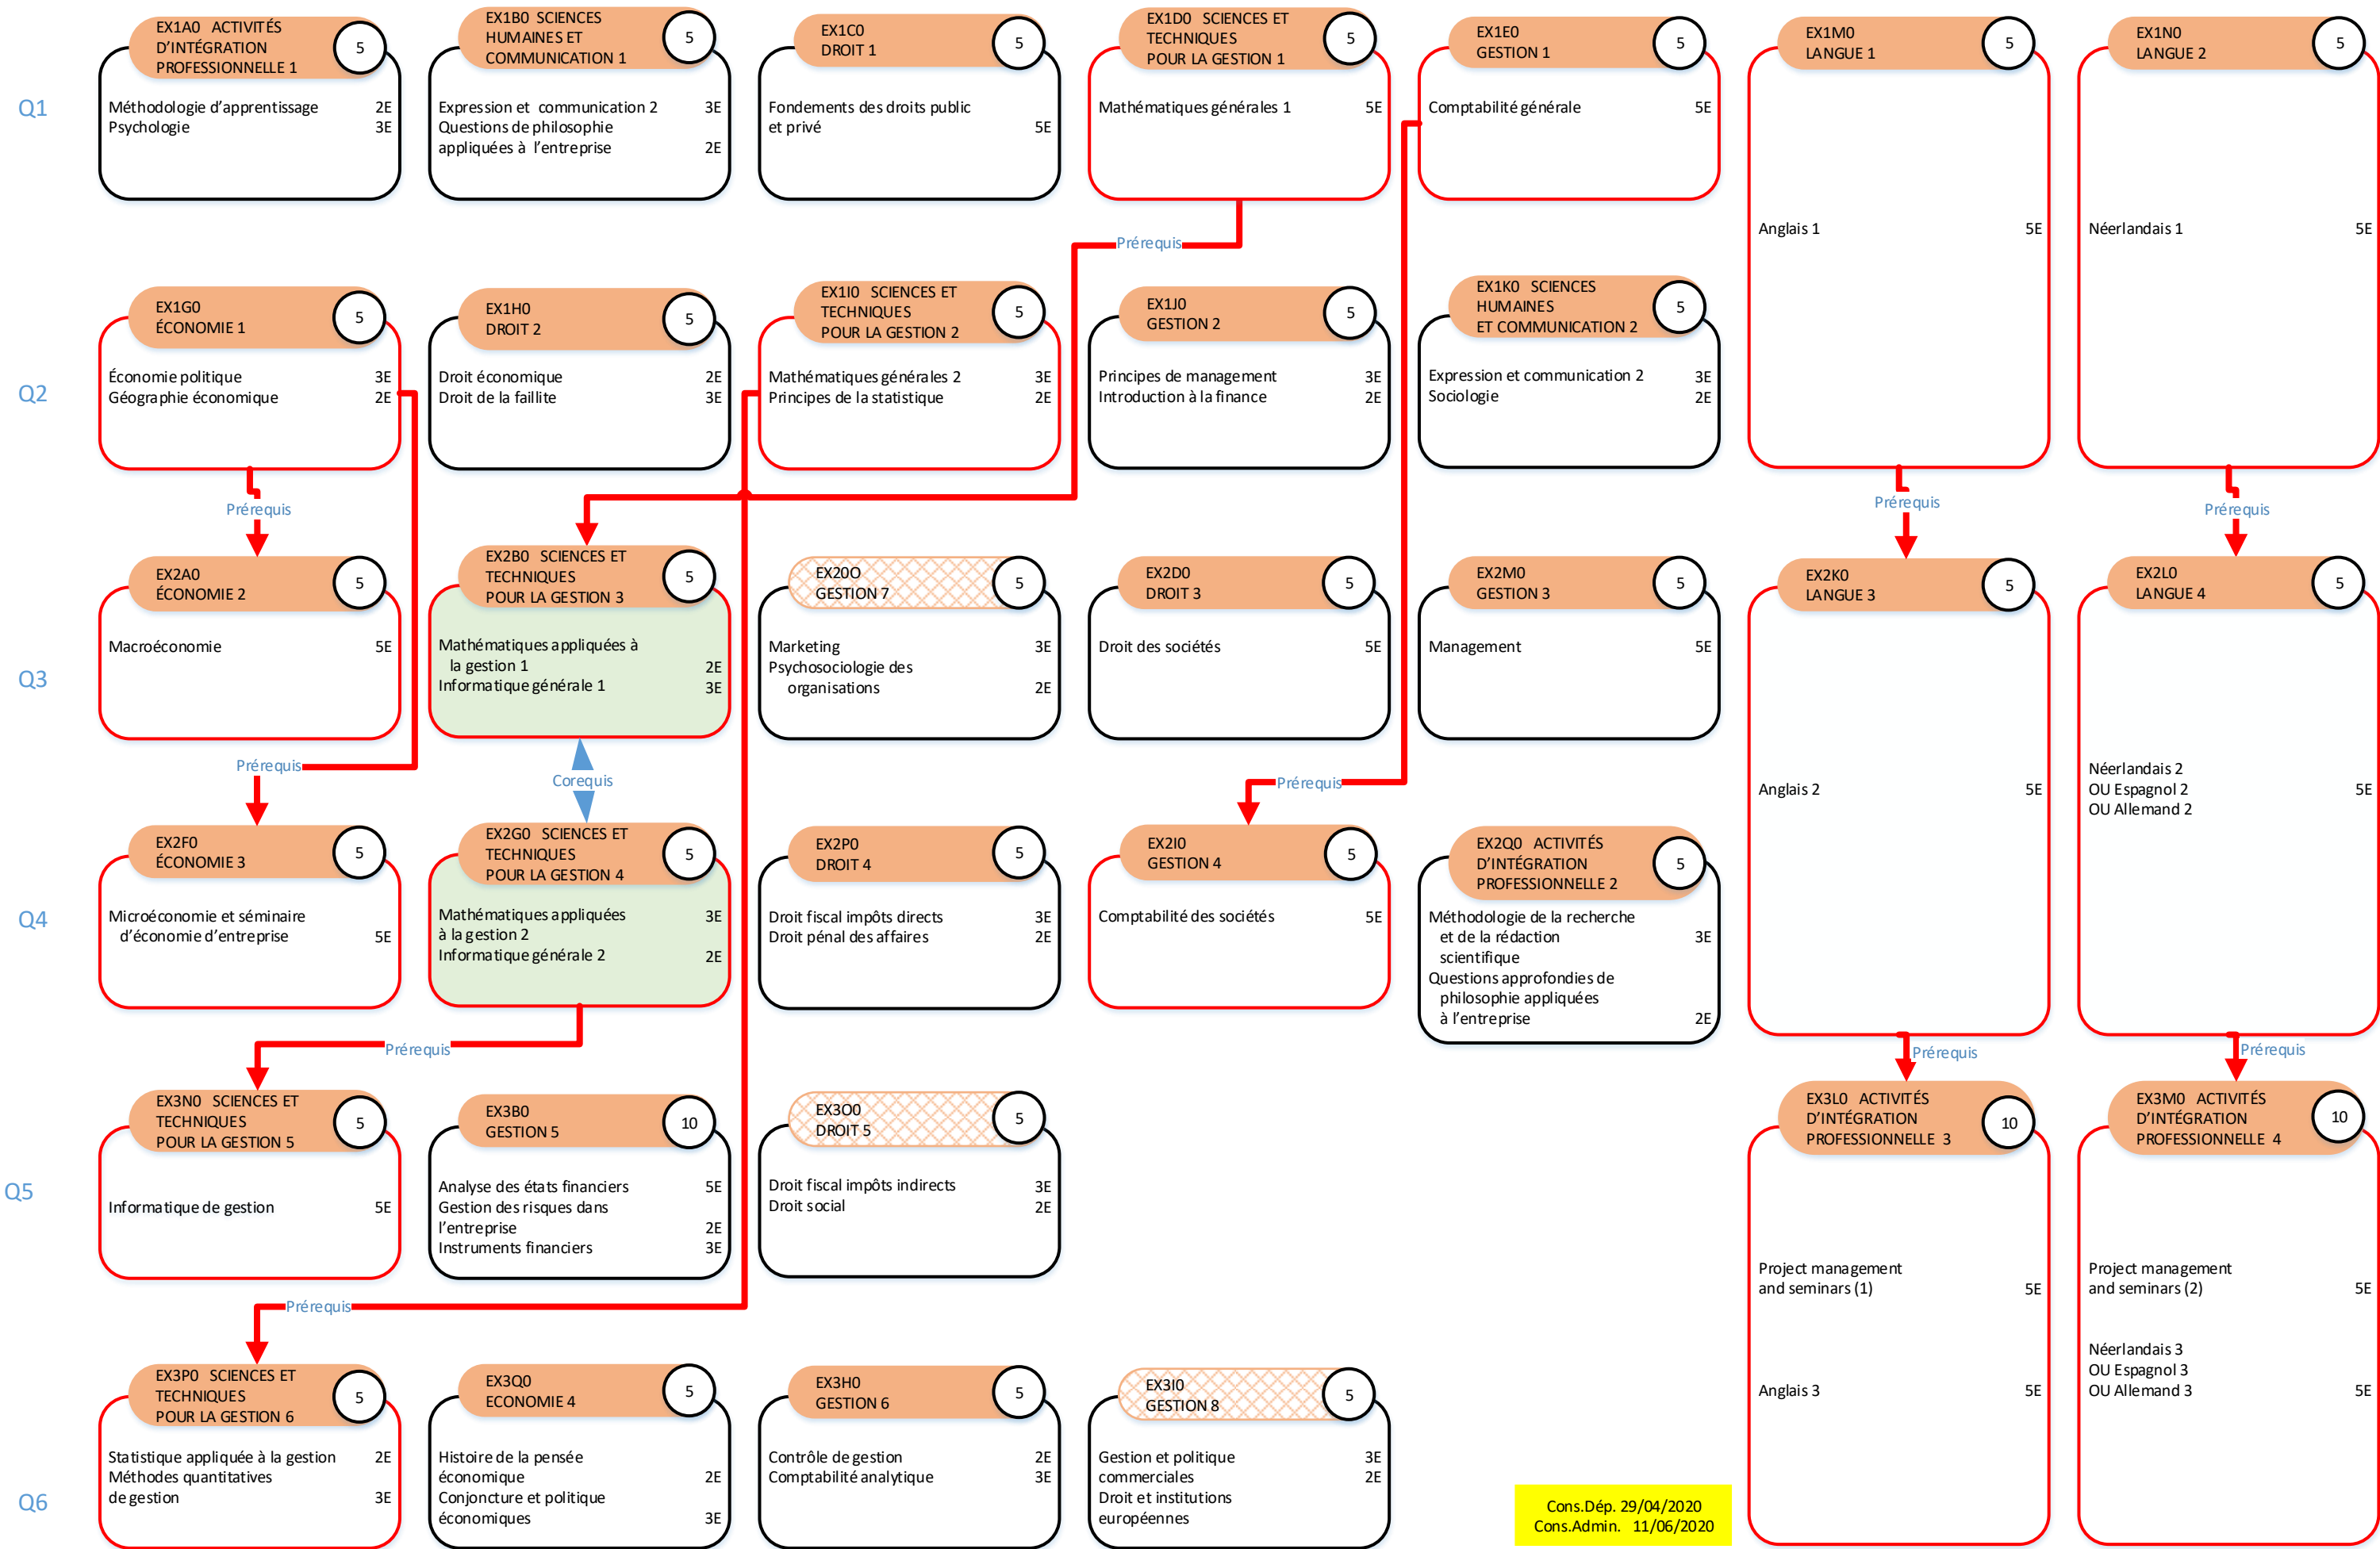 Q1
EX1A0 ACTIVITÉS
D'INTÉGRATION
PROFESSIONNELLE 1
5
Méthodologie d'apprentissage 2E
Psychologie 3E
EX1B0 SCIENCES
HUMAINES ET
COMMUNICATION 1
5
Expression et communication 2 3E
Questions de philosophie
appliquées à l'entreprise 2E
EX1C0
DROIT 1
5
Fondements des droits public
et privé 5E
EX1D0 SCIENCES ET
TECHNIQUES
POUR LA GESTION 1
5
Mathématiques générales 1 5E
EX1E0
GESTION 1
5
Comptabilité générale 5E
EX1M0
LANGUE 1
5
Anglais 1 5E
EX1N0
LANGUE 2
5
Néerlandais 1 5E
Prérequis
Q2
EX1G0
ÉCONOMIE 1
5
Économie politique 3E
Géographie économique 2E
EX1H0
DROIT 2
5
Droit économique 2E
Droit de la faillite 3E
EX1I0 SCIENCES ET
TECHNIQUES
POUR LA GESTION 2
5
Mathématiques générales 2 3E
Principes de la statistique 2E
EX1J0
GESTION 2
5
Principes de management 3E
Introduction à la finance 2E
EX1K0 SCIENCES
HUMAINES
ET COMMUNICATION 2
5
Expression et communication 2 3E
Sociologie 2E
Prérequis
Prérequis
Prérequis
Q3
EX2A0
ÉCONOMIE 2
5
Macroéconomie 5E
EX2B0 SCIENCES ET
TECHNIQUES
POUR LA GESTION 3
5
Mathématiques appliquées à
la gestion 1 2E
Informatique générale 1 3E
EX20O
GESTION 7
5
Marketing 3E
Psychosociologie des
organisations 2E
EX2D0
DROIT 3
5
Droit des sociétés 5E
EX2M0
GESTION 3
5
Management 5E
EX2K0
LANGUE 3
5
Anglais 2 5E
EX2L0
LANGUE 4
5
Néerlandais 2
OU Espagnol 2 5E
OU Allemand 2
Prérequis
Corequis
Prérequis
Q4
EX2F0
ÉCONOMIE 3
5
Microéconomie et séminaire
d'économie d'entreprise 5E
EX2G0 SCIENCES ET
TECHNIQUES
POUR LA GESTION 4
5
Mathématiques appliquées 3E
à la gestion 2
Informatique générale 2 2E
EX2P0
DROIT 4
5
Droit fiscal impôts directs 3E
Droit pénal des affaires 2E
EX2I0
GESTION 4
5
Comptabilité des sociétés 5E
EX2Q0 ACTIVITÉS
D'INTÉGRATION
PROFESSIONNELLE 2
5
Méthodologie de la recherche
et de la rédaction 3E
scientifique
Questions approfondies de
philosophie appliquées
à l'entreprise 2E
Prérequis
Prérequis
Prérequis
Q5
EX3N0 SCIENCES ET
TECHNIQUES
POUR LA GESTION 5
5
Informatique de gestion 5E
EX3B0
GESTION 5
10
Analyse des états financiers 5E
Gestion des risques dans
l'entreprise 2E
Instruments financiers 3E
EX3O0
DROIT 5
5
Droit fiscal impôts indirects 3E
Droit social 2E
EX3L0 ACTIVITÉS
D'INTÉGRATION
PROFESSIONNELLE 3
10
Project management
and seminars (1) 5E
Anglais 3 5E
EX3M0 ACTIVITÉS
D'INTÉGRATION
PROFESSIONNELLE 4
10
Project management
and seminars (2) 5E
Néerlandais 3
OU Espagnol 3
OU Allemand 3 5E
Prérequis
Q6
EX3P0 SCIENCES ET
TECHNIQUES
POUR LA GESTION 6
5
Statistique appliquée à la gestion 2E
Méthodes quantitatives
de gestion 3E
EX3Q0
ECONOMIE 4
5
Histoire de la pensée
économique 2E
Conjoncture et politique
économiques 3E
EX3H0
GESTION 6
5
Contrôle de gestion 2E
Comptabilité analytique 3E
EX3I0
GESTION 8
5
Gestion et politique 3E
commerciales 2E
Droit et institutions
européennes
Cons.Dép. 29/04/2020
Cons.Admin. 11/06/2020